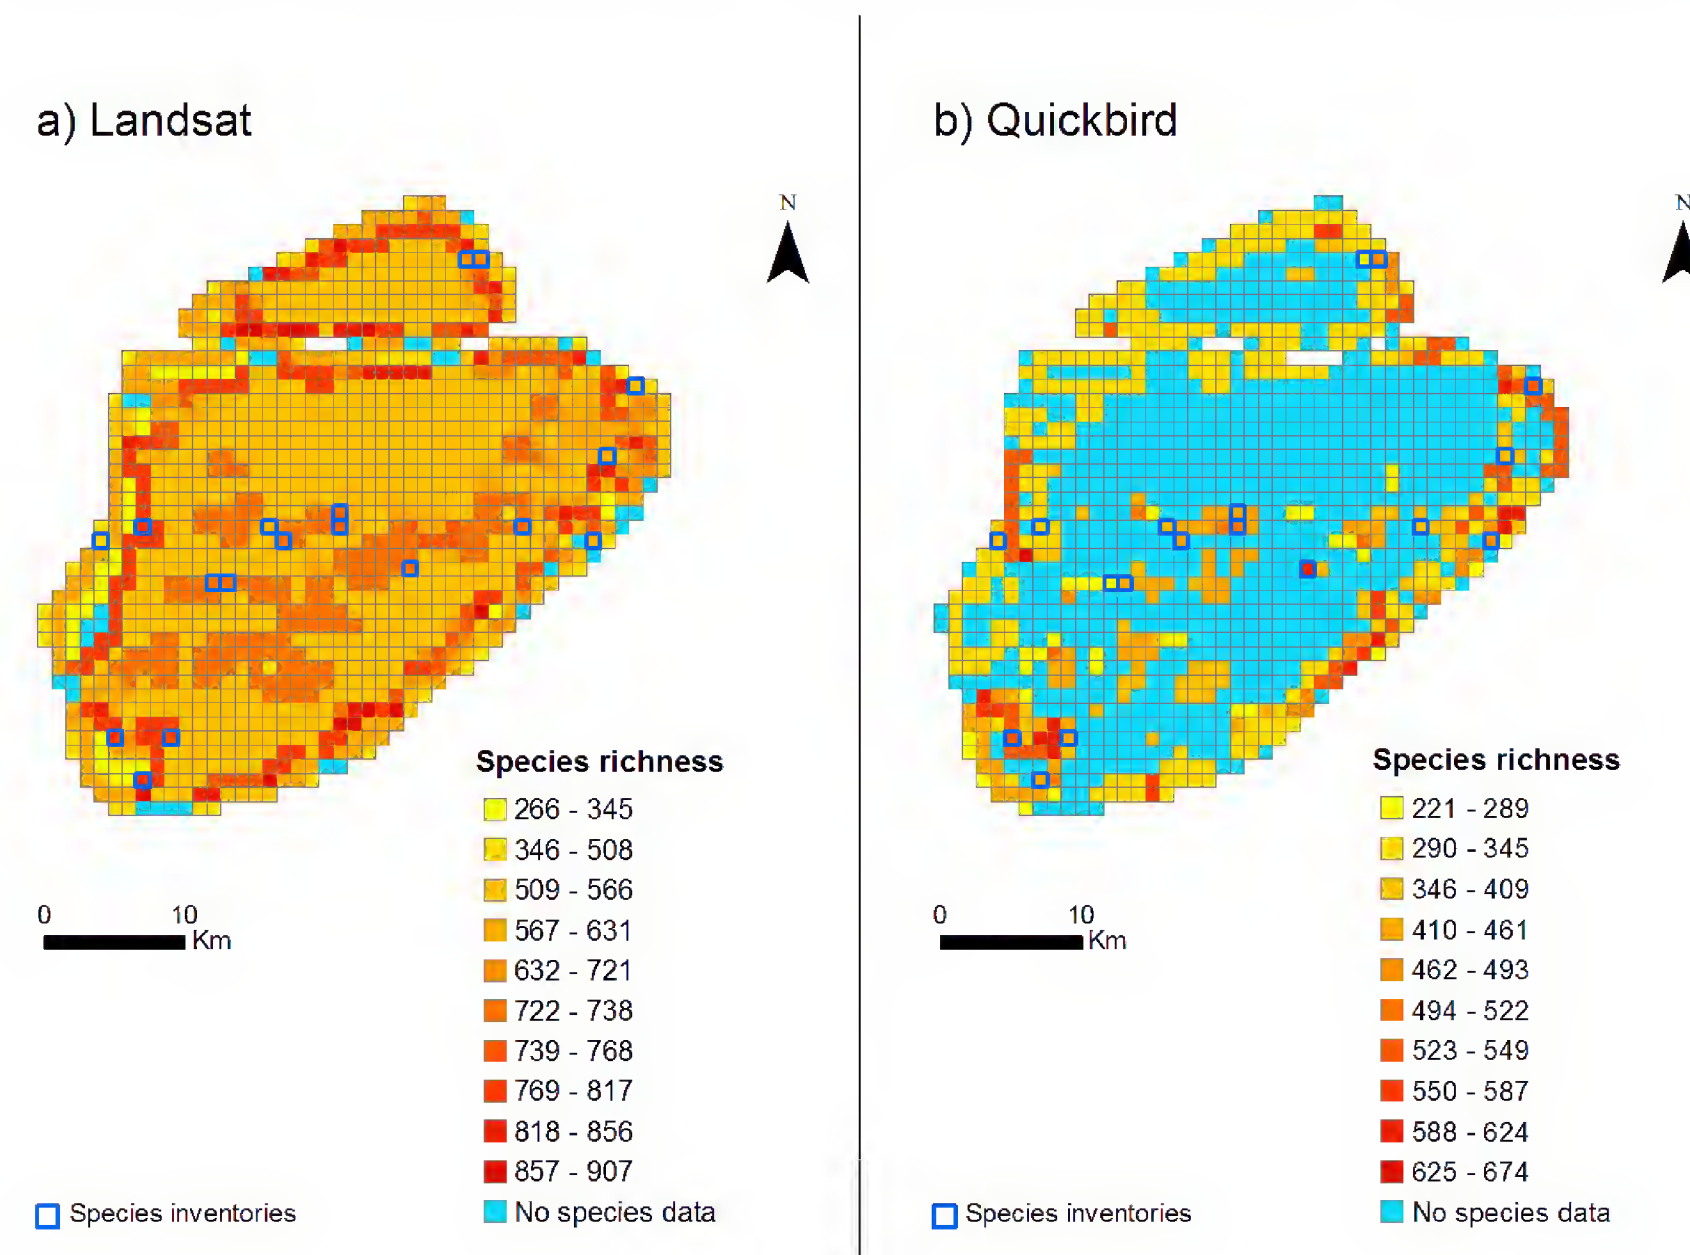 a) Landsat
N
Species richness
266 - 345
346 - 508
509 - 566
567 - 631
632 - 721
722 - 738
739 - 768
769 - 817
818 - 856
857 - 907
No species data
0 10
Km
Species inventories
b) Quickbird
N
Species richness
221 - 289
290 - 345
346 - 409
410 - 461
462 - 493
494 - 522
523 - 549
550 - 587
588 - 624
625 - 674
No species data
0 10
Km
Species inventories